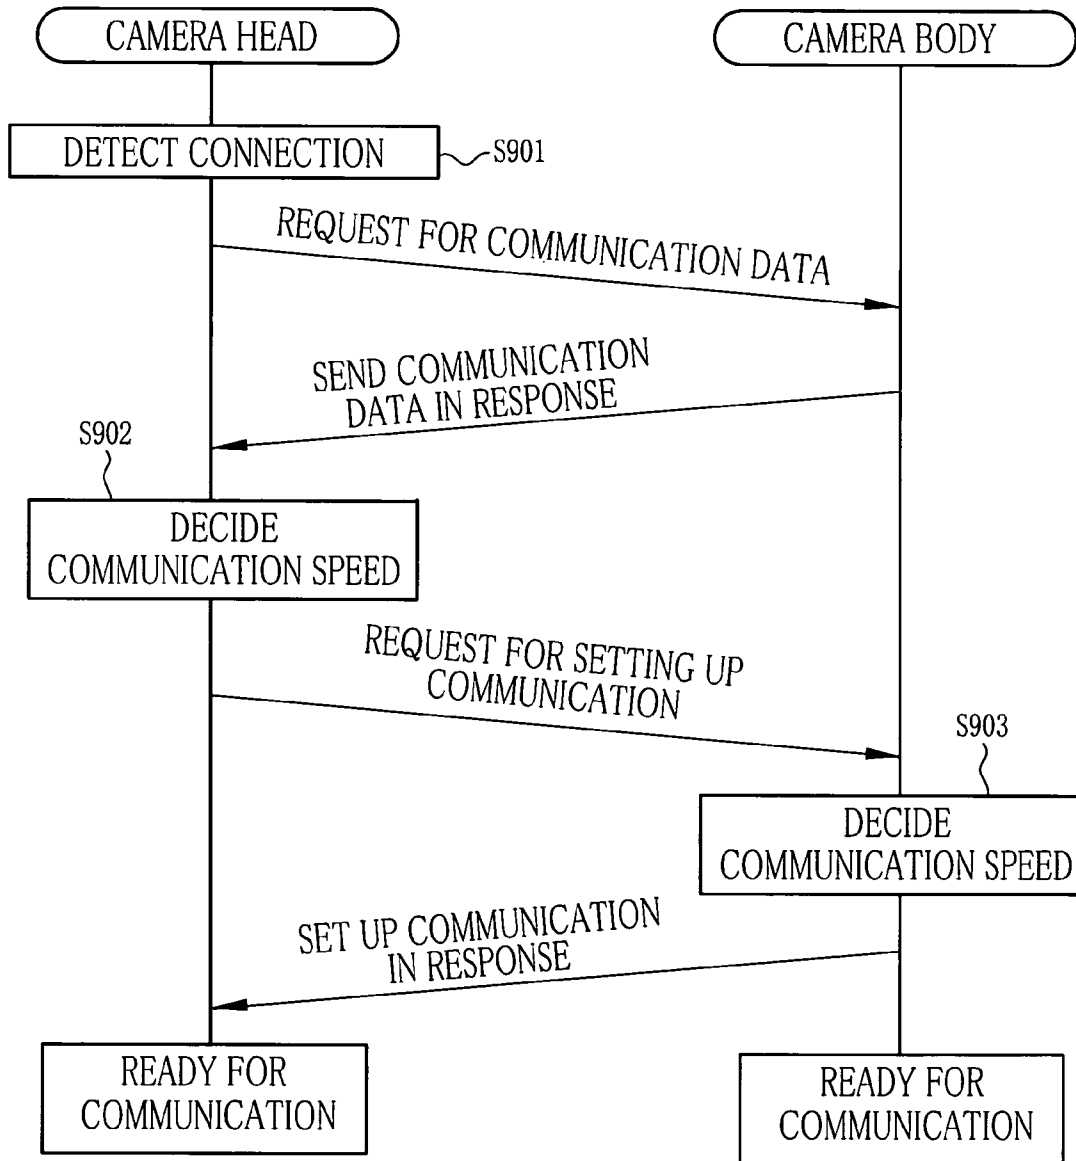 CAMERA HEAD
CAMERA BODY
DETECT CONNECTION
S901
REQUEST FOR COMMUNICATION DATA
SEND COMMUNICATION
DATA IN RESPONSE
S902
DECIDE
COMMUNICATION SPEED
REQUEST FOR SETTING UP
COMMUNICATION
S903
DECIDE
COMMUNICATION SPEED
SET UP COMMUNICATION
IN RESPONSE
READY FOR
COMMUNICATION
READY FOR
COMMUNICATION